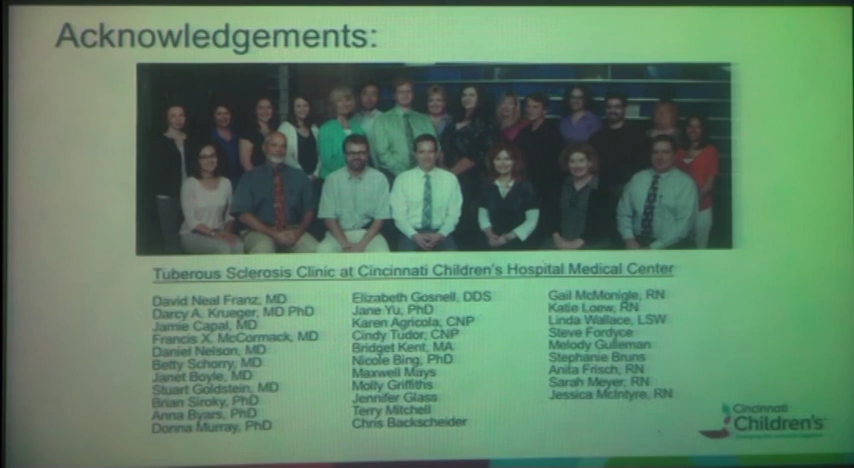 Acknowledgements:
Tuberous Sclerosis Clinic at Cincinnati Children's Hospital Medical Center
David Neal Franz, MD
Darcy A. Krueger, MD PhD
Jamie Capal, MD
Francis X. McCormack, MD
Daniel Nelson, MD
Betty Schorry, MD
Janet Boyle, MD
Stuart Goldstein, MD
Brian Siroky, PhD
Anna Byars, PhD
Donna Murray, PhD
Elizabeth Gosnell, DDS
Jane Yu, PhD
Karen Agricola, CNP
Cindy Tudor, CNP
Bridget Kent, MA
Nicole Bing, PhD
Maxwell Mays
Molly Griffiths
Jennifer Glass
Terry Mitchell
Chris Backscheider
Gail McMonigle, RN
Katie Loew, RN
Linda Wallace, LSW
Steve Fordyce
Melody Gulleman
Stephanie Bruns
Anita Frisch, RN
Sarah Meyer, RN
Jessica McIntyre, RN
Cincinnati
Children's